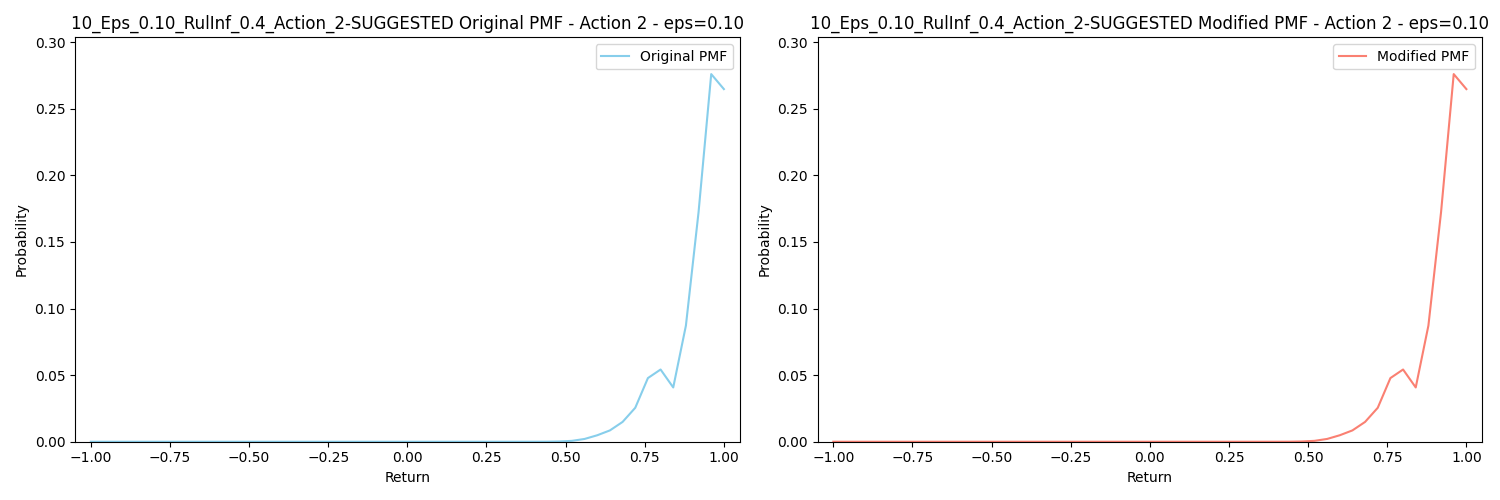 10_Eps_0.10_RulInf_0.4_Action_2-SUGGESTED Original PMF - Action 2 - eps=0.10
Original PMF
0.30
0.25
0.20
0.15
0.10
0.05
0.00
Probability
−1.00 −0.75 −0.50 −0.25 0.00 0.25 0.50 0.75 1.00
Return
10_Eps_0.10_RulInf_0.4_Action_2-SUGGESTED Modified PMF - Action 2 - eps=0.10
Modified PMF
0.30
0.25
0.20
0.15
0.10
0.05
0.00
Probability
−1.00 −0.75 −0.50 −0.25 0.00 0.25 0.50 0.75 1.00
Return